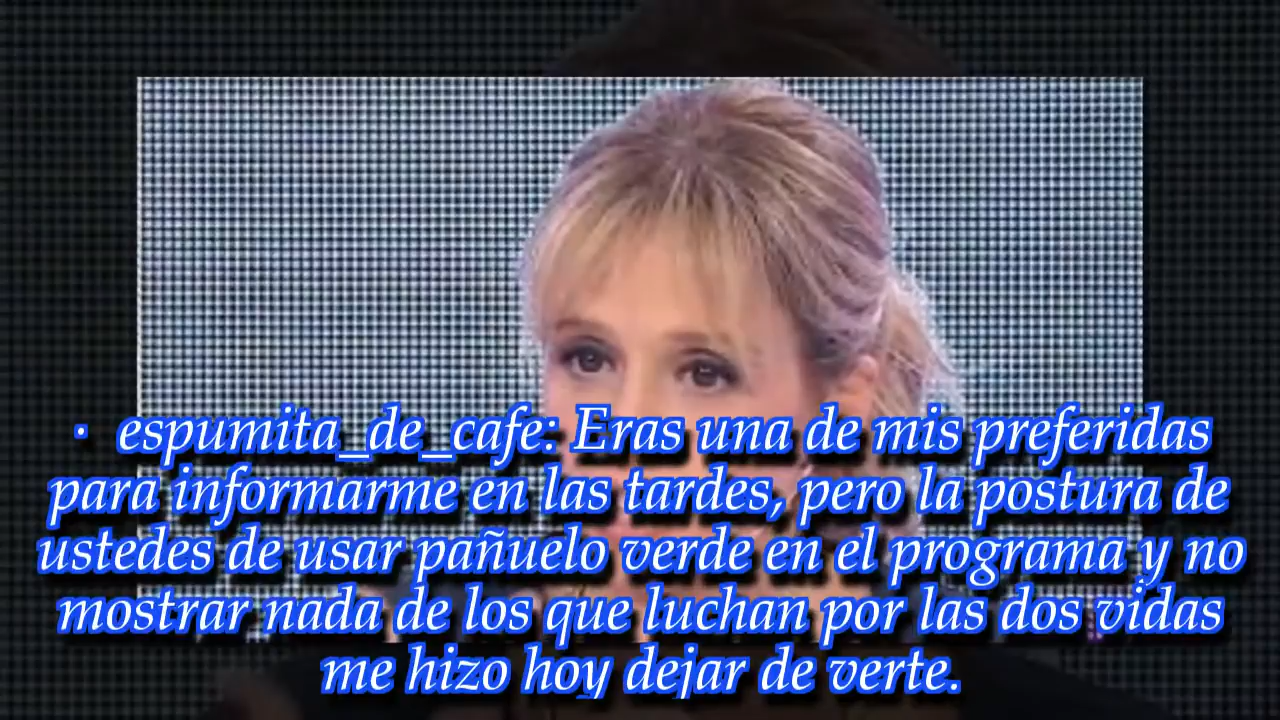 · espumita_de_cafe: Eras una de mis preferidas
para informarme en las tardes, pero la postura de
ustedes de usar pañuelo verde en el programa y no
mostrar nada de los que luchan por las dos vidas
me hizo hoy dejar de verte.